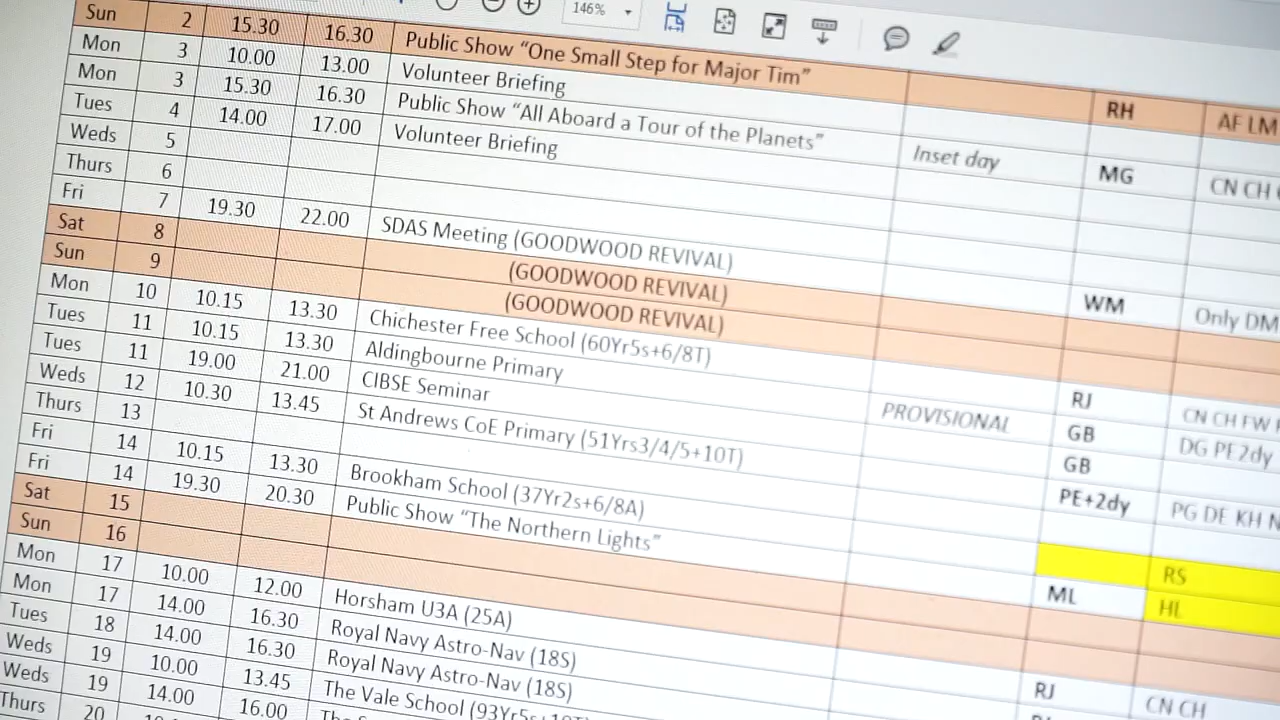 146%
Sun 2 15.30 16.30 Public Show “One Small Step for Major Tim” RH AF LM
Mon 3 10.00 13.00 Volunteer Briefing
Mon 3 15.30 16.30 Public Show “All Aboard a Tour of the Planets” Inset day MG CN CH
Tues 4 14.00 17.00 Volunteer Briefing
Weds 5
Thurs 6
Fri 7 19.30 22.00 SDAS Meeting (GOODWOOD REVIVAL) WM Only DM
Sat 8 (GOODWOOD REVIVAL)
Sun 9 (GOODWOOD REVIVAL)
Mon 10 10.15 13.30 Chichester Free School (60Yr5s+6/8T) RJ CN CH FW
Tues 11 10.15 13.30 Aldingbourne Primary PROVISIONAL GB DG PE2dy
Tues 11 19.00 21.00 CIBSE Seminar GB
Weds 12 10.30 13.45 St Andrews CoE Primary (51Yrs3/4/5+10T) PE+2dy PG DE KH
Thurs 13
Fri 14 10.15 13.30 Brookham School (37Yr2s+6/8A) RS
Fri 14 19.30 20.30 Public Show “The Northern Lights” ML HL
Sat 15
Sun 16
Mon 17 10.00 12.00 Horsham U3A (25A) RJ CN CH
Mon 17 14.00 16.30 Royal Navy Astro-Nav (18S)
Tues 18 14.00 16.30 Royal Navy Astro-Nav (18S)
Weds 19 10.00 13.45 The Vale School (93Yr5s+10T)
Weds 19 14.00 16.00 The
Thurs 20